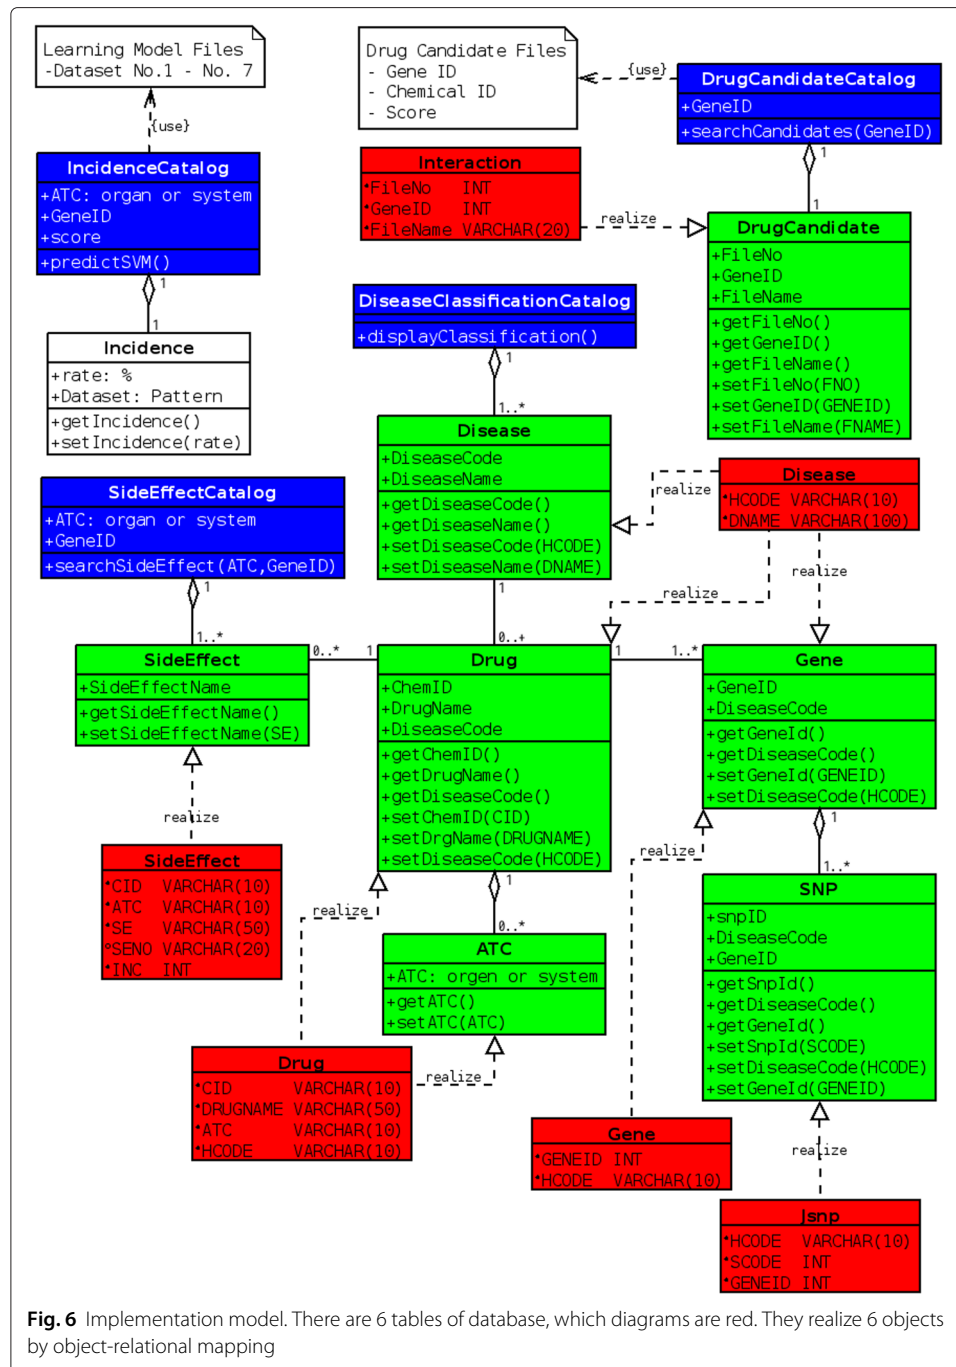 Learning Model Files
-Dataset No.1 - No. 7
{use}
IncidenceCatalog
+ATC: organ or system
+GeneID
+score
+predictSVM()
1
1
Incidence
+rate: %
+Dataset: Pattern
+getIncidence()
+setIncidence(rate)
Drug Candidate Files
- Gene ID
- Chemical ID
- Score
{use}
DrugCandidateCatalog
+GeneID
+searchCandidates(GeneID)
1
1
Interaction
•FileNo INT
•GeneID INT
•FileName VARCHAR(20)
realize
DrugCandidate
+FileNo
+GeneID
+FileName
+getFileNo()
+getGeneID()
+getFileName()
+setFileNo(FNO)
+setGeneID(GENEID)
+setFileName(FNAME)
DiseaseClassificationCatalog
+displayClassification()
1
1..*
Disease
+DiseaseCode
+DiseaseName
+getDiseaseCode()
+getDiseaseName()
+setDiseaseCode(HCODE)
+setDiseaseName(DNAME)
realize
Disease
•HCODE VARCHAR(10)
•DNAME VARCHAR(100)
realize
realize
1
0..+
SideEffectCatalog
+ATC: organ or system
+GeneID
+searchSideEffect(ATC,GeneID)
1
1..*
SideEffect
+SideEffectName
+getSideEffectName()
+setSideEffectName(SE)
0..*
1
Drug
+ChemID
+DrugName
+DiseaseCode
+getChemID()
+getDrugName()
+getDiseaseCode()
+setChemID(CID)
+setDrgName(DRUGNAME)
+setDiseaseCode(HCODE)
1
1..*
Gene
+GeneID
+DiseaseCode
+getGeneId()
+getDiseaseCode()
+setGeneId(GENEID)
+setDiseaseCode(HCODE)
realize
SideEffect
•CID VARCHAR(10)
•ATC VARCHAR(10)
•SE VARCHAR(50)
°SENO VARCHAR(20)
•INC INT
realize
1
0..*
ATC
+ATC: orgen or system
+getATC()
+setATC(ATC)
realize
Drug
•CID VARCHAR(10)
•DRUGNAME VARCHAR(50)
•ATC VARCHAR(10)
•HCODE VARCHAR(10)
realize
1
1..*
SNP
+snpID
+DiseaseCode
+GeneID
+getSnpId()
+getDiseaseCode()
+getGeneId()
+setSnpId(SCODE)
+setDiseaseCode(HCODE)
+setGeneId(GENEID)
Gene
•GENEID INT
•HCODE VARCHAR(10)
realize
Jsnp
•HCODE VARCHAR(10)
•SCODE INT
•GENEID INT
Fig. 6 Implementation model. There are 6 tables of database, which diagrams are red. They realize 6 objects
by object-relational mapping